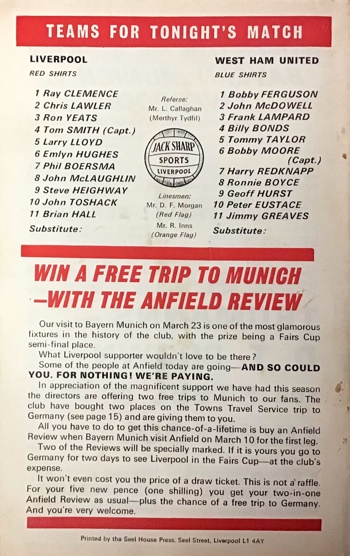 TEAMS FOR TONIGHT'S MATCH
LIVERPOOL
RED SHIRTS
1 Ray CLEMENCE
2 Chris LAWLER
3 Ron YEATS
4 Tom SMITH (Capt.)
5 Larry LLOYD
6 Emlyn HUGHES
7 Phil BOERSMA
8 John McLAUGHLIN
9 Steve HEIGHWAY
10 John TOSHACK
11 Brian HALL
Substitute:
Referee:
Mr. L. Callaghan
(Merthyr Tydfil)
JACK SHARP
SPORTS
LIVERPOOL
Linesmen:
Mr. D. F. Morgan
(Red Flag)
Mr. R. Inns
(Orange Flag)
WEST HAM UNITED
BLUE SHIRTS
1 Bobby FERGUSON
2 John McDOWELL
3 Frank LAMPARD
4 Billy BONDS
5 Tommy TAYLOR
6 Bobby MOORE
(Capt.)
7 Harry REDKNAPP
8 Ronnie BOYCE
9 Geoff HURST
10 Peter EUSTACE
11 Jimmy GREAVES
Substitute:
WIN A FREE TRIP TO MUNICH
—WITH THE ANFIELD REVIEW
Our visit to Bayern Munich on March 23 is one of the most glamorous
fixtures in the history of the club, with the prize being a Fairs Cup
semi-final place.
What Liverpool supporter wouldn't love to be there?
Some of the people at Anfield today are going—AND SO COULD
YOU. FOR NOTHING! WE'RE PAYING.
In appreciation of the magnificent support we have had this season
the directors are offering two free trips to Munich to our fans. The
club have bought two places on the Towns Travel Service trip to
Germany (see page 15) and are giving them to you.
All you have to do to get this chance-of-a-lifetime is buy an Anfield
Review when Bayern Munich visit Anfield on March 10 for the first leg.
Two of the Reviews will be specially marked. If it is yours you go to
Germany for two days to see Liverpool in the Fairs Cup—at the club's
expense.
It won't even cost you the price of a draw ticket. This is not a raffle.
For your five new pence (one shilling) you get your two-in-one
Anfield Review as usual—plus the chance of a free trip to Germany.
And you're very welcome.
Printed by the Seel House Press, Seel Street, Liverpool L1 4AY